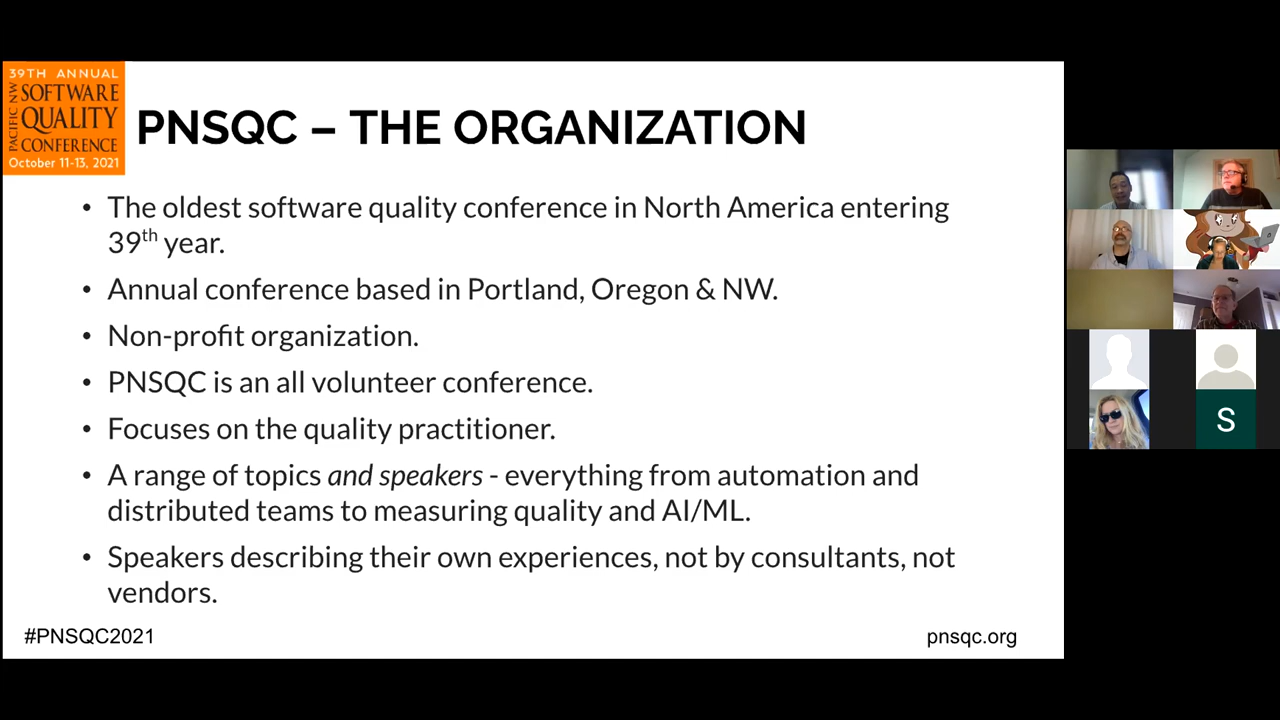 39TH ANNUAL
PACIFIC NW
SOFTWARE
QUALITY
CONFERENCE
October 11-13, 2021
PNSQC – THE ORGANIZATION
• The oldest software quality conference in North America entering
39th year.
• Annual conference based in Portland, Oregon & NW.
• Non-profit organization.
• PNSQC is an all volunteer conference.
• Focuses on the quality practitioner.
• A range of topics and speakers - everything from automation and
distributed teams to measuring quality and AI/ML.
• Speakers describing their own experiences, not by consultants, not
vendors.
#PNSQC2021
pnsqc.org
S